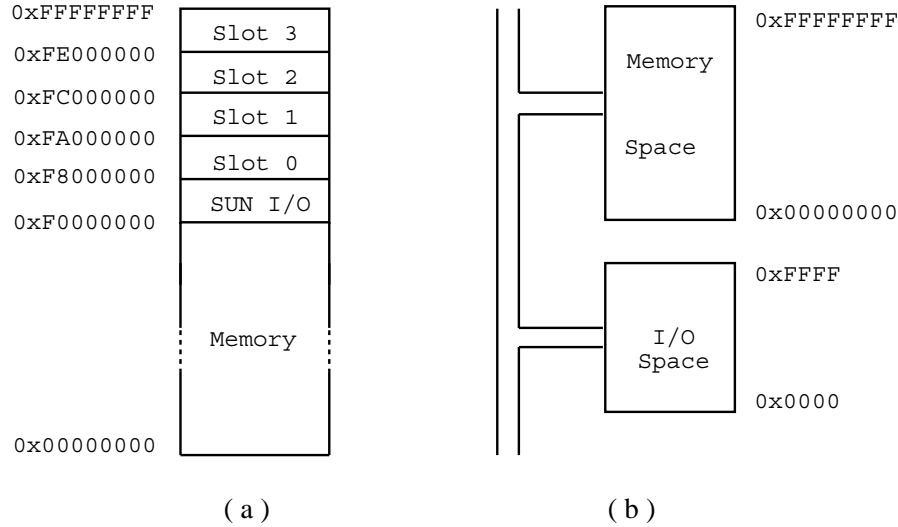 0xFFFFFFFF
Slot 3
0xFE000000
Slot 2
0xFC000000
Slot 1
0xFA000000
Slot 0
0xF8000000
SUN I/O
0xF0000000
Memory
0x00000000
( a )
0xFFFFFFFF
Memory
Space
0x00000000
0xFFFF
I/O
Space
0x0000
( b )